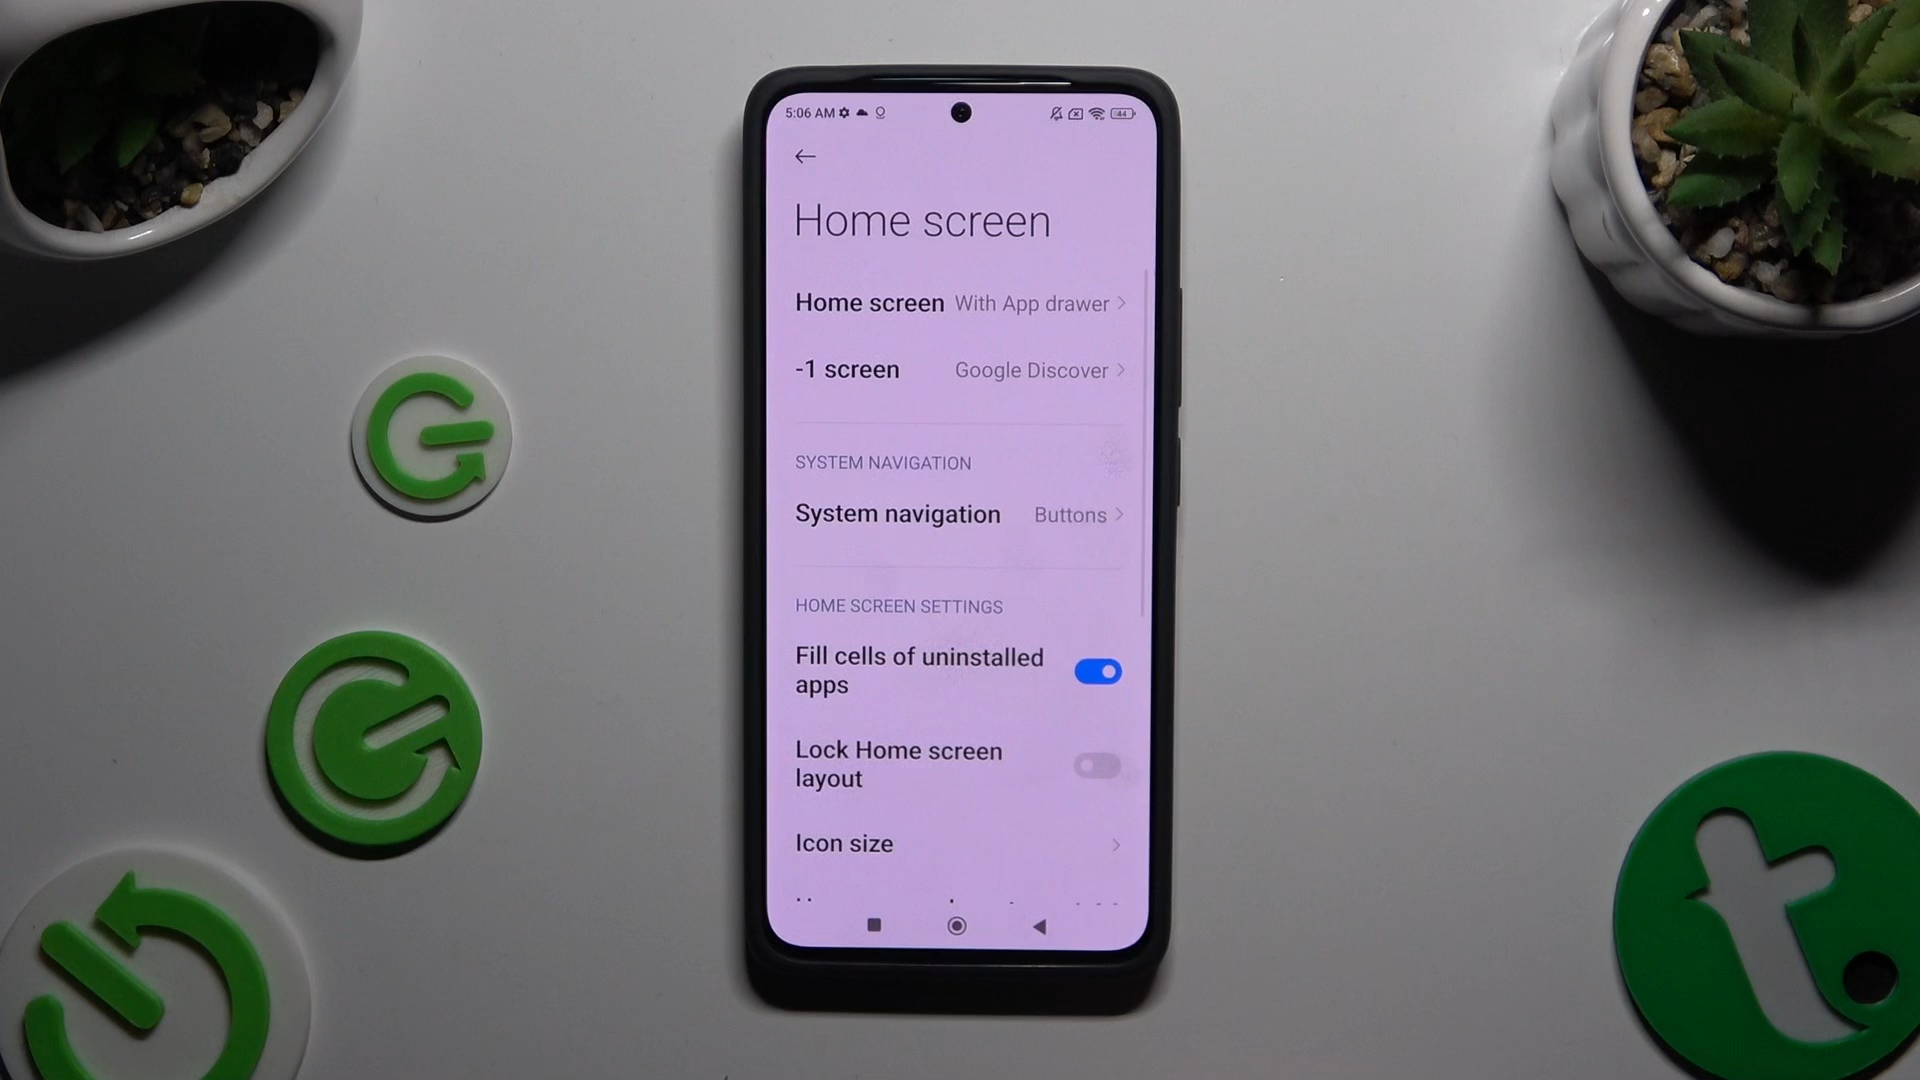 5:06 AM
44
Home screen
Home screen With App drawer
-1 screen Google Discover
SYSTEM NAVIGATION
System navigation Buttons
HOME SCREEN SETTINGS
Fill cells of uninstalled
apps
Lock Home screen
layout
Icon size